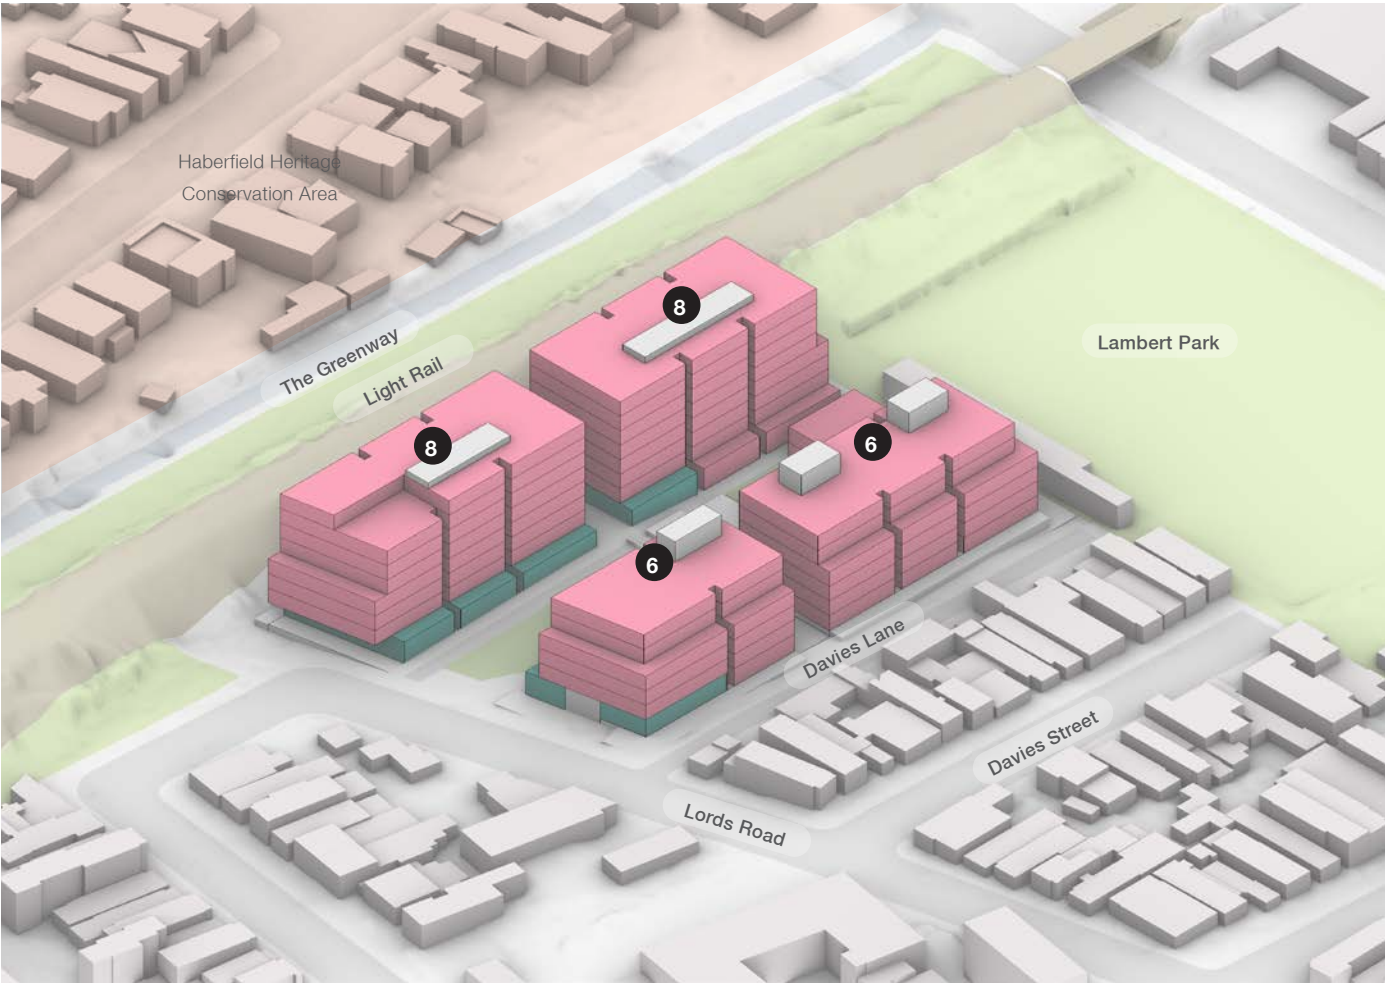 Haberfield Heritage
Conservation Area
8
The Greenway
Lambert Park
Light Rail
8
6
6
Davies Lane
Davies Street
Lords Road